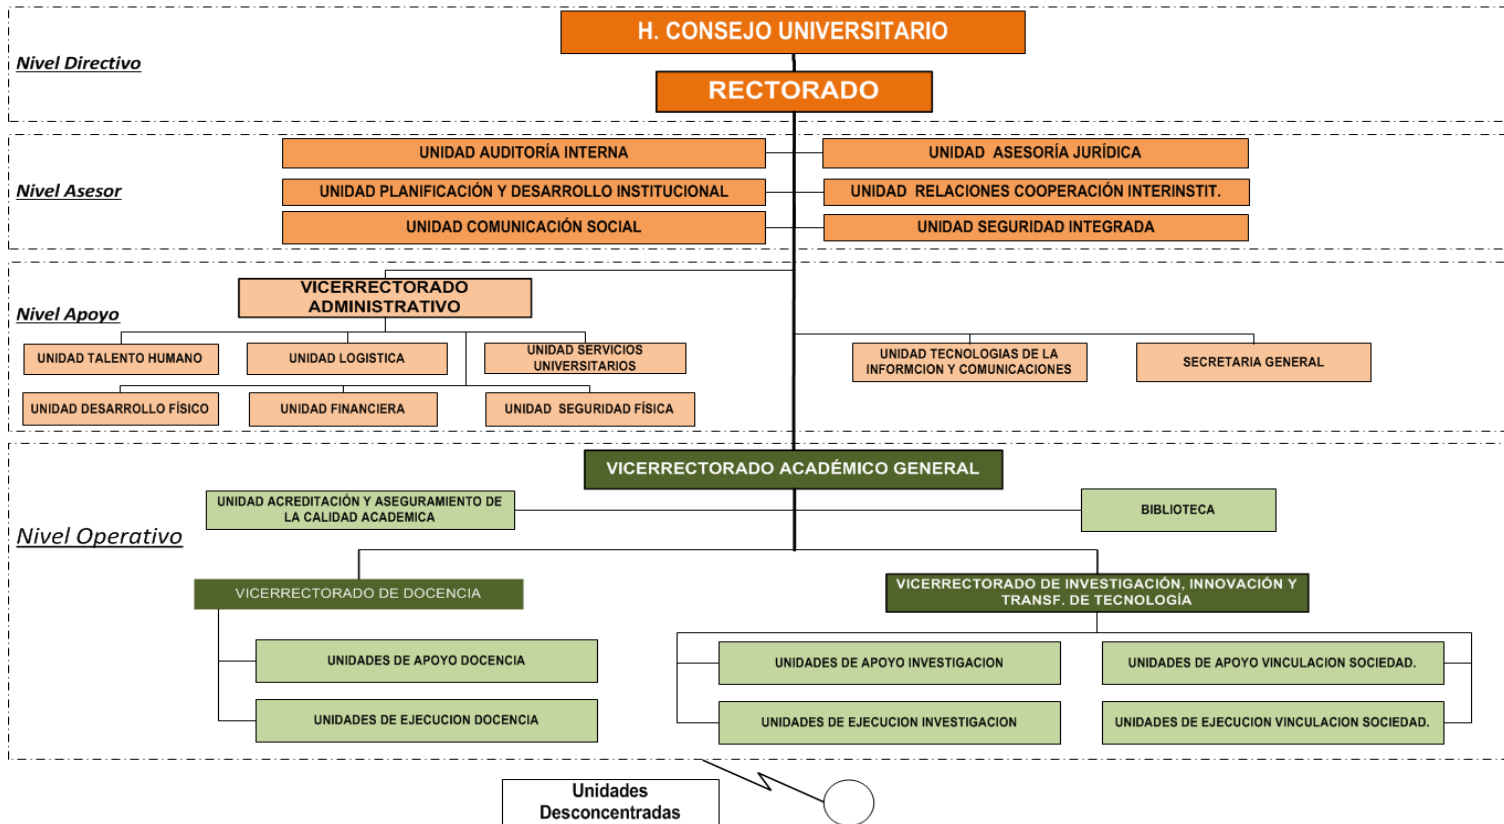 H. CONSEJO UNIVERSITARIO
Nivel Directivo
RECTORADO
UNIDAD AUDITORÍA INTERNA
UNIDAD ASESORÍA JURÍDICA
Nivel Asesor
UNIDAD PLANIFICACIÓN Y DESARROLLO INSTITUCIONAL
UNIDAD RELACIONES COOPERACIÓN INTERINSTIT.
UNIDAD COMUNICACIÓN SOCIAL
UNIDAD SEGURIDAD INTEGRADA
VICERRECTORADO
ADMINISTRATIVO
Nivel Apoyo
UNIDAD TALENTO HUMANO
UNIDAD LOGISTICA
UNIDAD SERVICIOS
UNIVERSITARIOS
UNIDAD TECNOLOGIAS DE LA
INFORMCION Y COMUNICACIONES
SECRETARIA GENERAL
UNIDAD DESARROLLO FÍSICO
UNIDAD FINANCIERA
UNIDAD SEGURIDAD FÍSICA
VICERRECTORADO ACADÉMICO GENERAL
UNIDAD ACREDITACIÓN Y ASEGURAMIENTO DE
LA CALIDAD ACADEMICA
BIBLIOTECA
Nivel Operativo
VICERRECTORADO DE DOCENCIA
VICERRECTORADO DE INVESTIGACIÓN, INNOVACIÓN Y
TRANSF. DE TECNOLOGÍA
UNIDADES DE APOYO DOCENCIA
UNIDADES DE APOYO INVESTIGACION
UNIDADES DE APOYO VINCULACION SOCIEDAD.
UNIDADES DE EJECUCION DOCENCIA
UNIDADES DE EJECUCION INVESTIGACION
UNIDADES DE EJECUCION VINCULACION SOCIEDAD.
Unidades
Desconcentradas